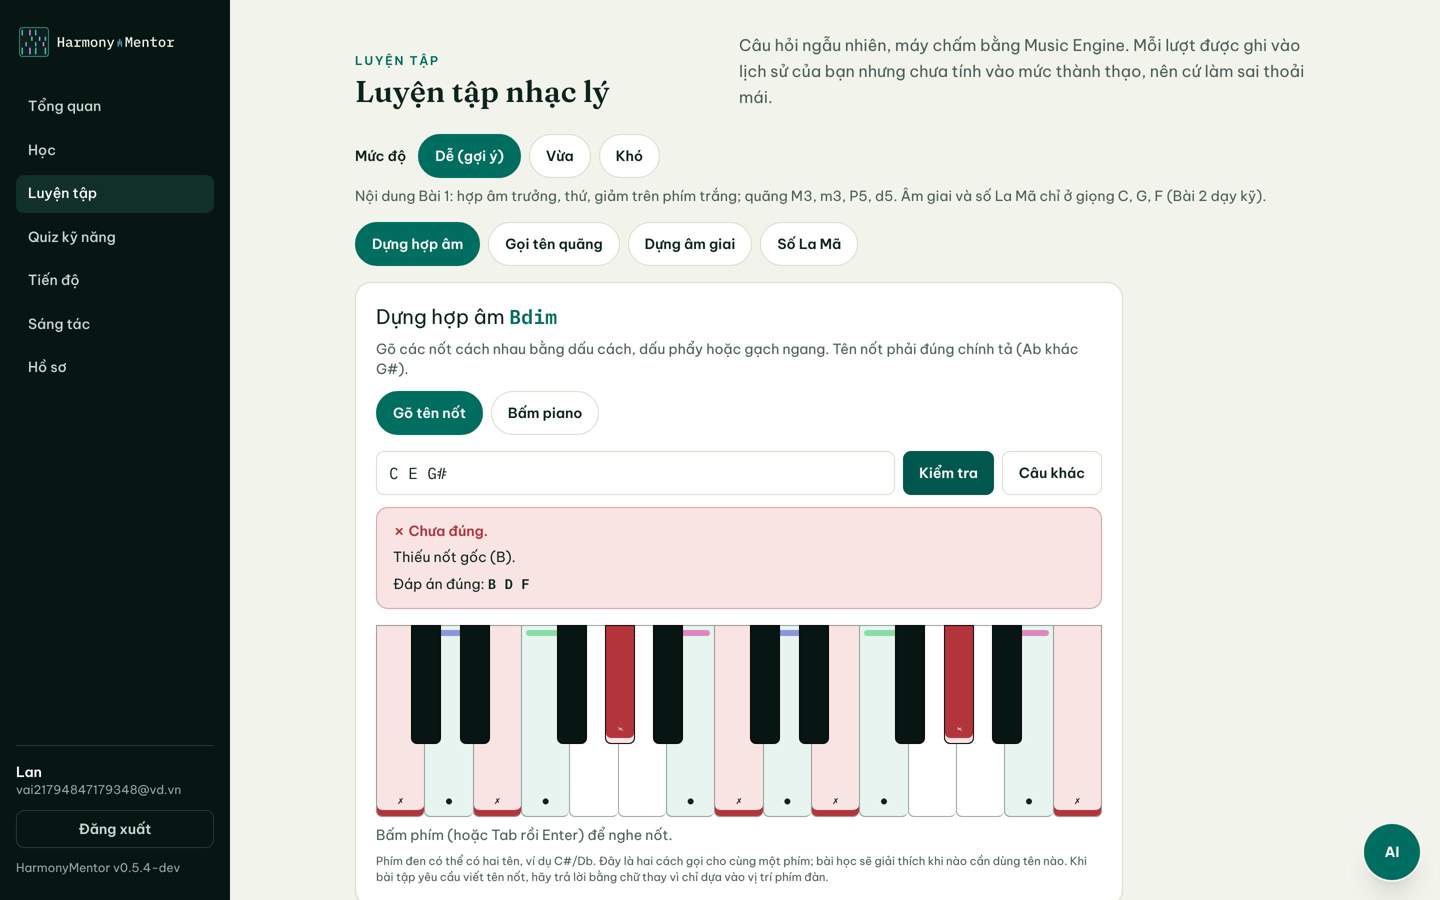 Harmony Mentor
Tổng quan
Học
Luyện tập
Quiz kỹ năng
Tiến độ
Sáng tác
Hồ sơ
Lan
vai21794847179348@vd.vn
Đăng xuất
HarmonyMentor v0.5.4-dev
LUYỆN TẬP
Luyện tập nhạc lý
Câu hỏi ngẫu nhiên, máy chấm bằng Music Engine. Mỗi lượt được ghi vào
lịch sử của bạn nhưng chưa tính vào mức thành thạo, nên cứ làm sai thoải
mái.
Mức độ Dễ (gợi ý) Vừa Khó
Nội dung Bài 1: hợp âm trưởng, thứ, giảm trên phím trắng; quãng M3, m3, P5, d5. Âm giai và số La Mã chỉ ở giọng C, G, F (Bài 2 dạy kỹ).
Dựng hợp âm Gọi tên quãng Dựng âm giai Số La Mã
Dựng hợp âm Bdim
Gõ các nốt cách nhau bằng dấu cách, dấu phẩy hoặc gạch ngang. Tên nốt phải đúng chính tả (Ab khác
G#).
Gõ tên nốt Bấm piano
C E G# Kiểm tra Câu khác
× Chưa đúng.
Thiếu nốt gốc (B).
Đáp án đúng: B D F
Bấm phím (hoặc Tab rồi Enter) để nghe nốt.
Phím đen có thể có hai tên, ví dụ C#/Db. Đây là hai cách gọi cho cùng một phím; bài học sẽ giải thích khi nào cần dùng tên nào. Khi
bài tập yêu cầu viết tên nốt, hãy trả lời bằng chữ thay vì chỉ dựa vào vị trí phím đàn.
AI